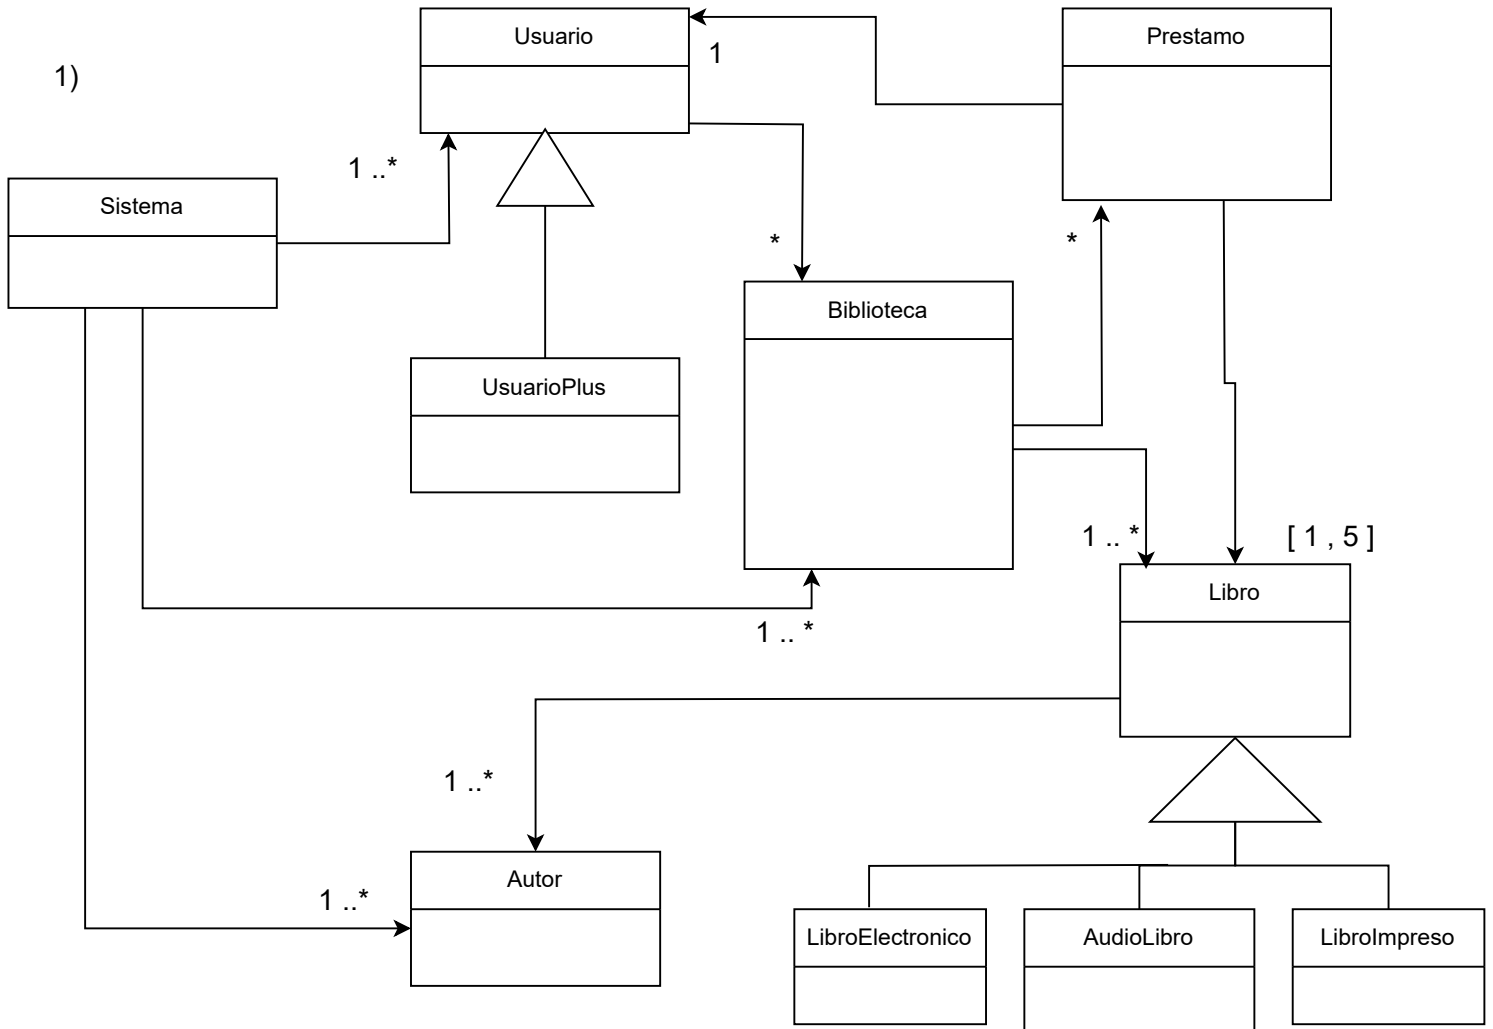 Usuario
Prestamo
1
1)
1 ..*
Sistema
*
*
Biblioteca
UsuarioPlus
1 .. *
[ 1 , 5 ]
Libro
1 .. *
1 ..*
Autor
1 ..*
LibroElectronico
AudioLibro
LibroImpreso